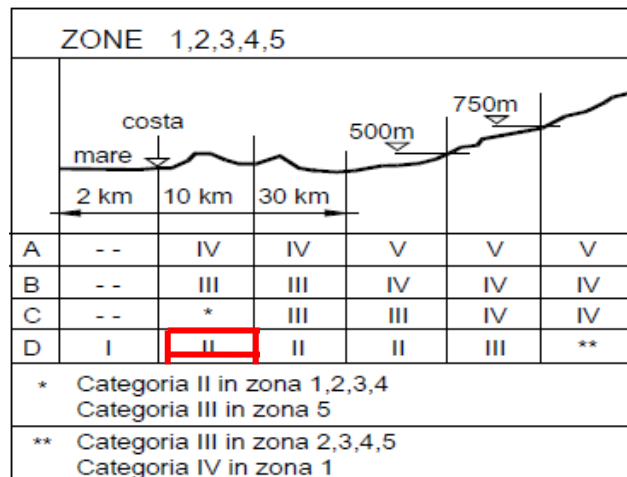 ZONE 1,2,3,4,5
750m
costa
500m
mare
2 km 10 km 30 km
A -- IV IV V V V
B -- III III IV IV IV
C -- * III III IV IV
D I II II II III **
* Categoria II in zona 1,2,3,4
Categoria III in zona 5
** Categoria III in zona 2,3,4,5
Categoria IV in zona 1